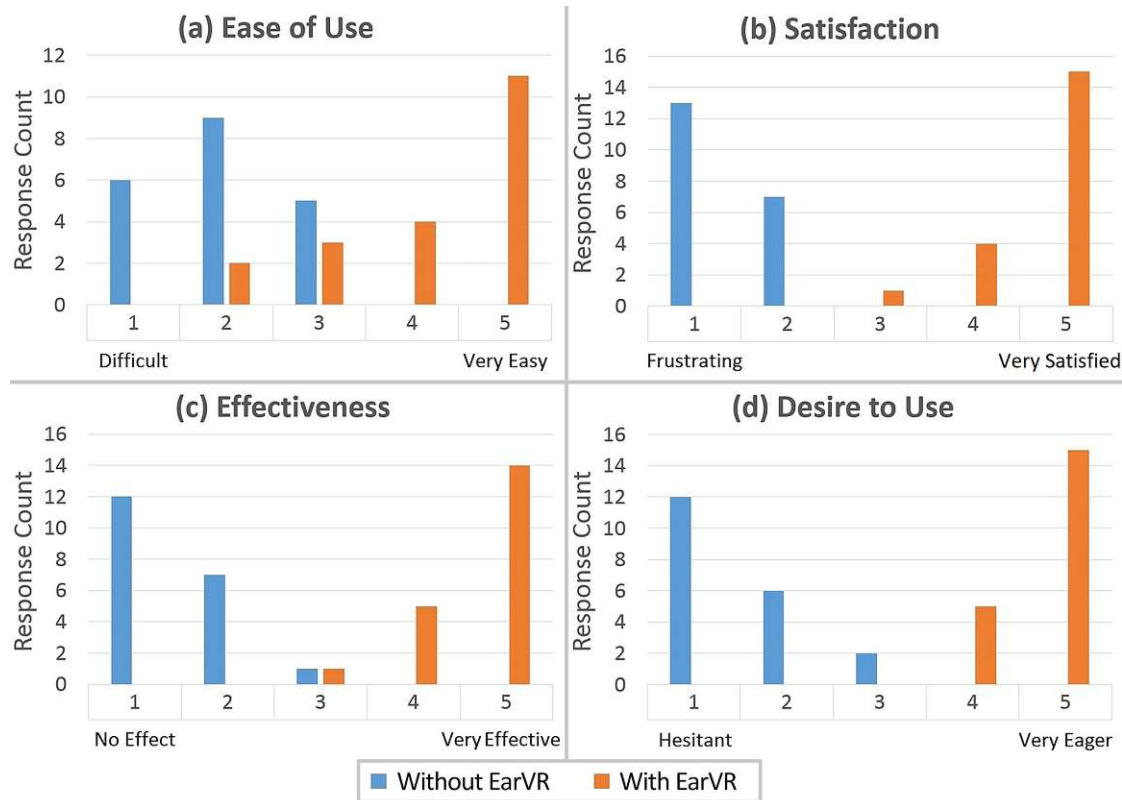 (a) Ease of Use
Response Count
12
10
8
6
4
2
0
1 2 3 4 5
Difficult Very Easy
(b) Satisfaction
Response Count
16
14
12
10
8
6
4
2
0
1 2 3 4 5
Frustrating Very Satisfied
(c) Effectiveness
Response Count
16
14
12
10
8
6
4
2
0
1 2 3 4 5
No Effect Very Effective
(d) Desire to Use
Response Count
16
14
12
10
8
6
4
2
0
1 2 3 4 5
Hesitant Very Eager
Without EarVR With EarVR